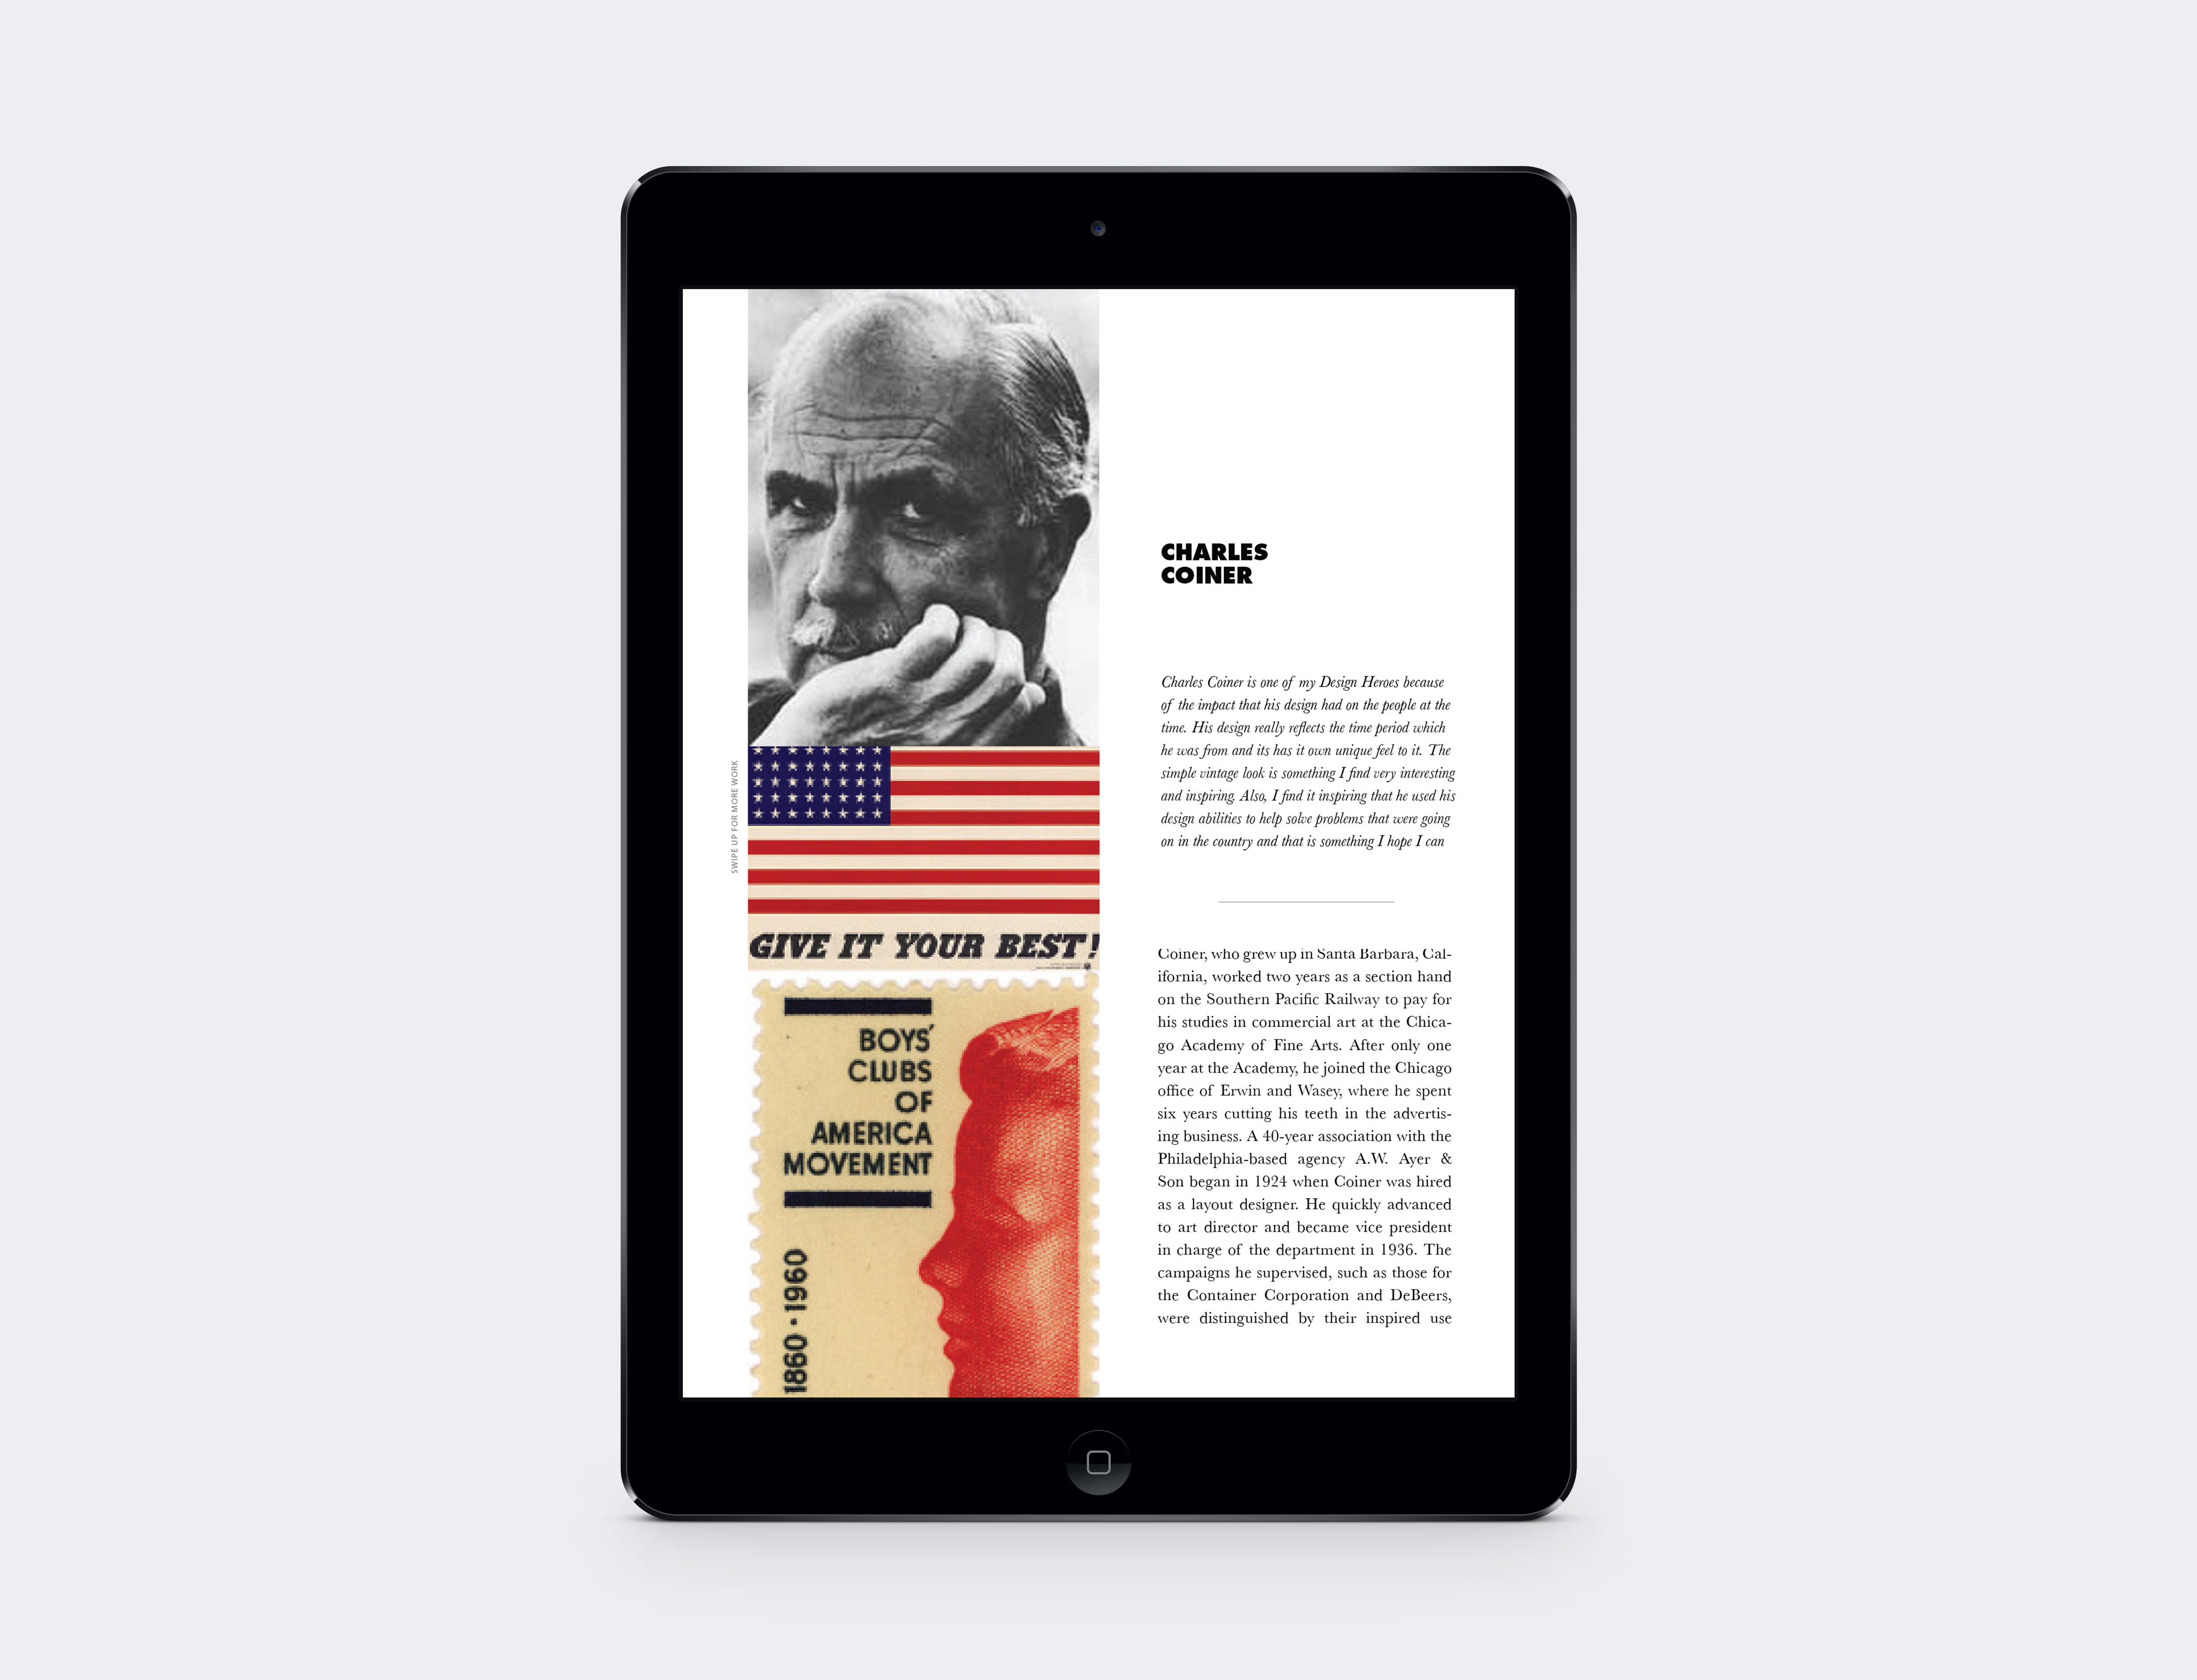 SWIPE UP FOR MORE WORK
GIVE IT YOUR BEST!
BOYS'
CLUBS
OF
AMERICA
MOVEMENT
1860 • 1960
CHARLES
COINER
Charles Coiner is one of my Design Heroes because
of the impact that his design had on the people at the
time. His design really reflects the time period which
he was from and its has it own unique feel to it. The
simple vintage look is something I find very interesting
and inspiring. Also, I find it inspiring that he used his
design abilities to help solve problems that were going
on in the country and that is something I hope I can
Coiner, who grew up in Santa Barbara, Cal-
ifornia, worked two years as a section hand
on the Southern Pacific Railway to pay for
his studies in commercial art at the Chica-
go Academy of Fine Arts. After only one
year at the Academy, he joined the Chicago
office of Erwin and Wasey, where he spent
six years cutting his teeth in the advertis-
ing business. A 40-year association with the
Philadelphia-based agency A.W. Ayer &
Son began in 1924 when Coiner was hired
as a layout designer. He quickly advanced
to art director and became vice president
in charge of the department in 1936. The
campaigns he supervised, such as those for
the Container Corporation and DeBeers,
were distinguished by their inspired use